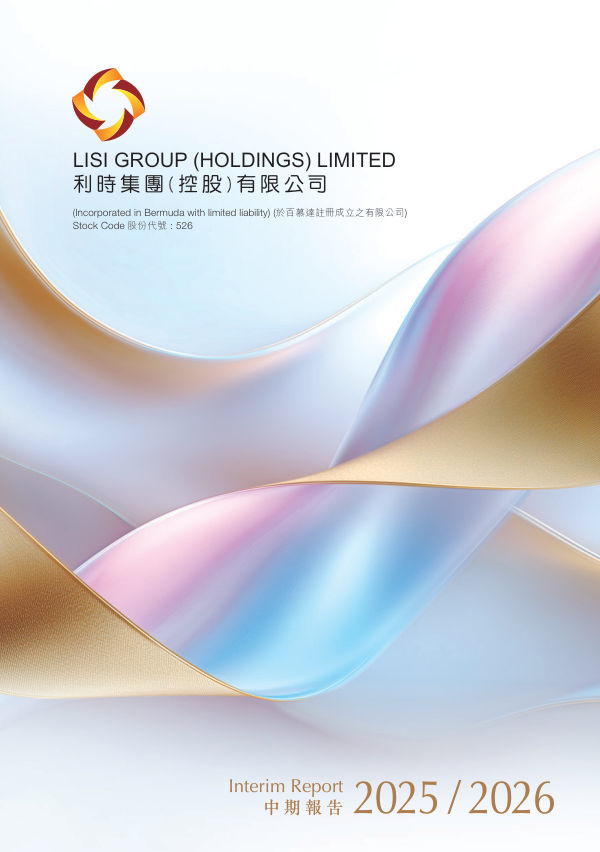 LISI GROUP (HOLDINGS) LIMITED
利時集團(控股)有限公司
(Incorporated in Bermuda with limited liability) (於百慕達註冊成立之有限公司)
Stock Code 股份代號 : 526
Interim Report
中期報告
2025 / 2026